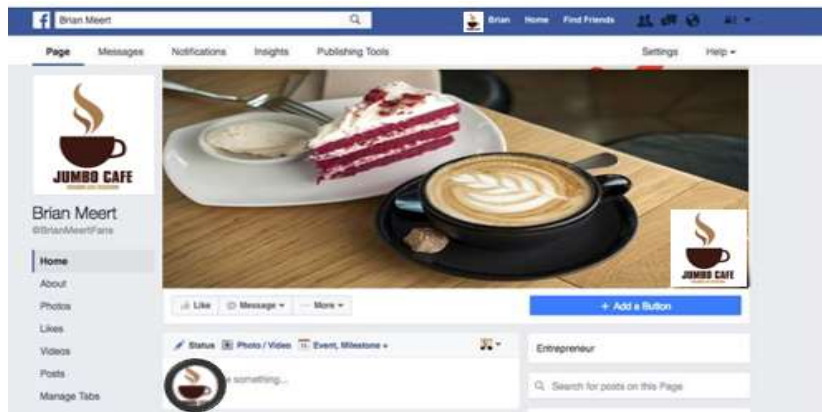 Brian Meert
Brian Home Find Friends
Page Messages Notifications Insights Publishing Tools Settings Help
JUMBO CAFE
Brian Meert
@BrianMeertFans
JUMBO CAFE
Home
About
Photos
Likes
Videos
Posts
Manage Tabs
Like Message More
+ Add a Button
Status Photo / Video Event, Milestone +
something...
Entrepreneur
Search for posts on this Page